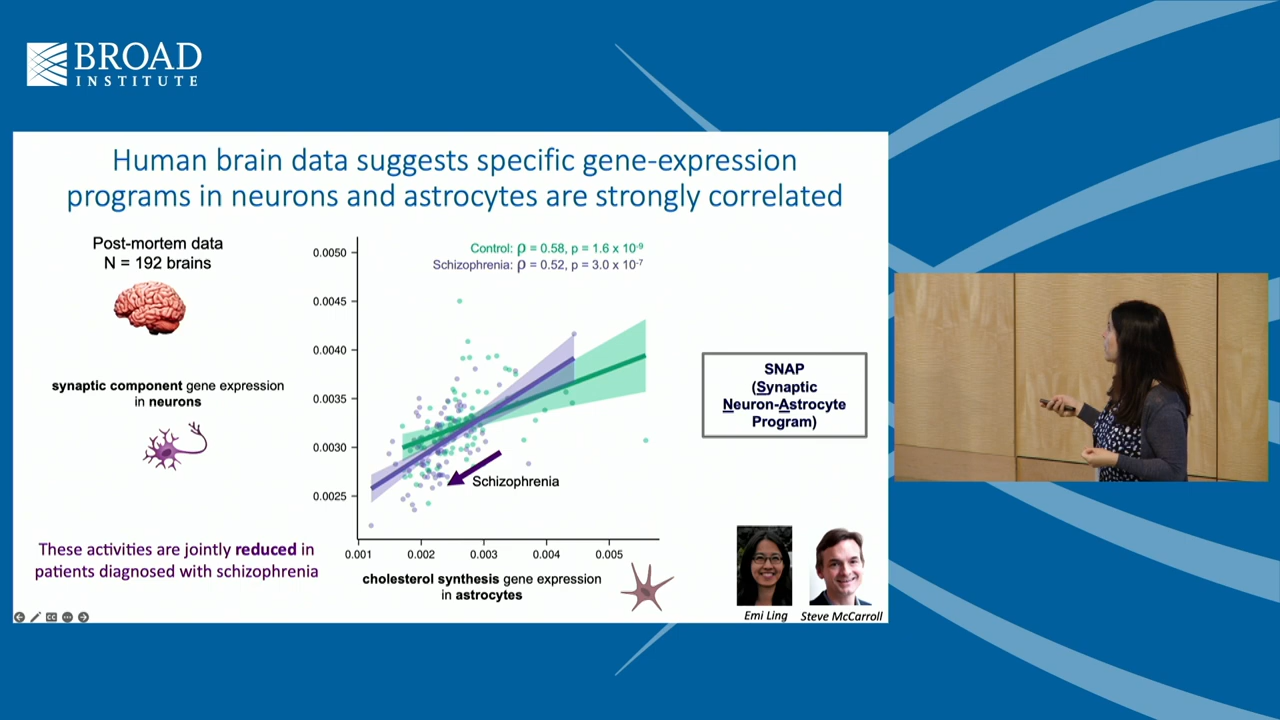 BROAD
INSTITUTE
Human brain data suggests specific gene-expression
programs in neurons and astrocytes are strongly correlated
Post-mortem data
N = 192 brains
synaptic component gene expression
in neurons
These activities are jointly reduced in
patients diagnosed with schizophrenia
Control: ρ = 0.58, p = 1.6 x 10⁻⁹
Schizophrenia: ρ = 0.52, p = 3.0 x 10⁻⁷
0.0050
0.0045
0.0040
0.0035
0.0030
0.0025
Schizophrenia
0.001 0.002 0.003 0.004 0.005
cholesterol synthesis gene expression
in astrocytes
SNAP
(Synaptic
Neuron-Astrocyte
Program)
Emi Ling Steve McCarroll